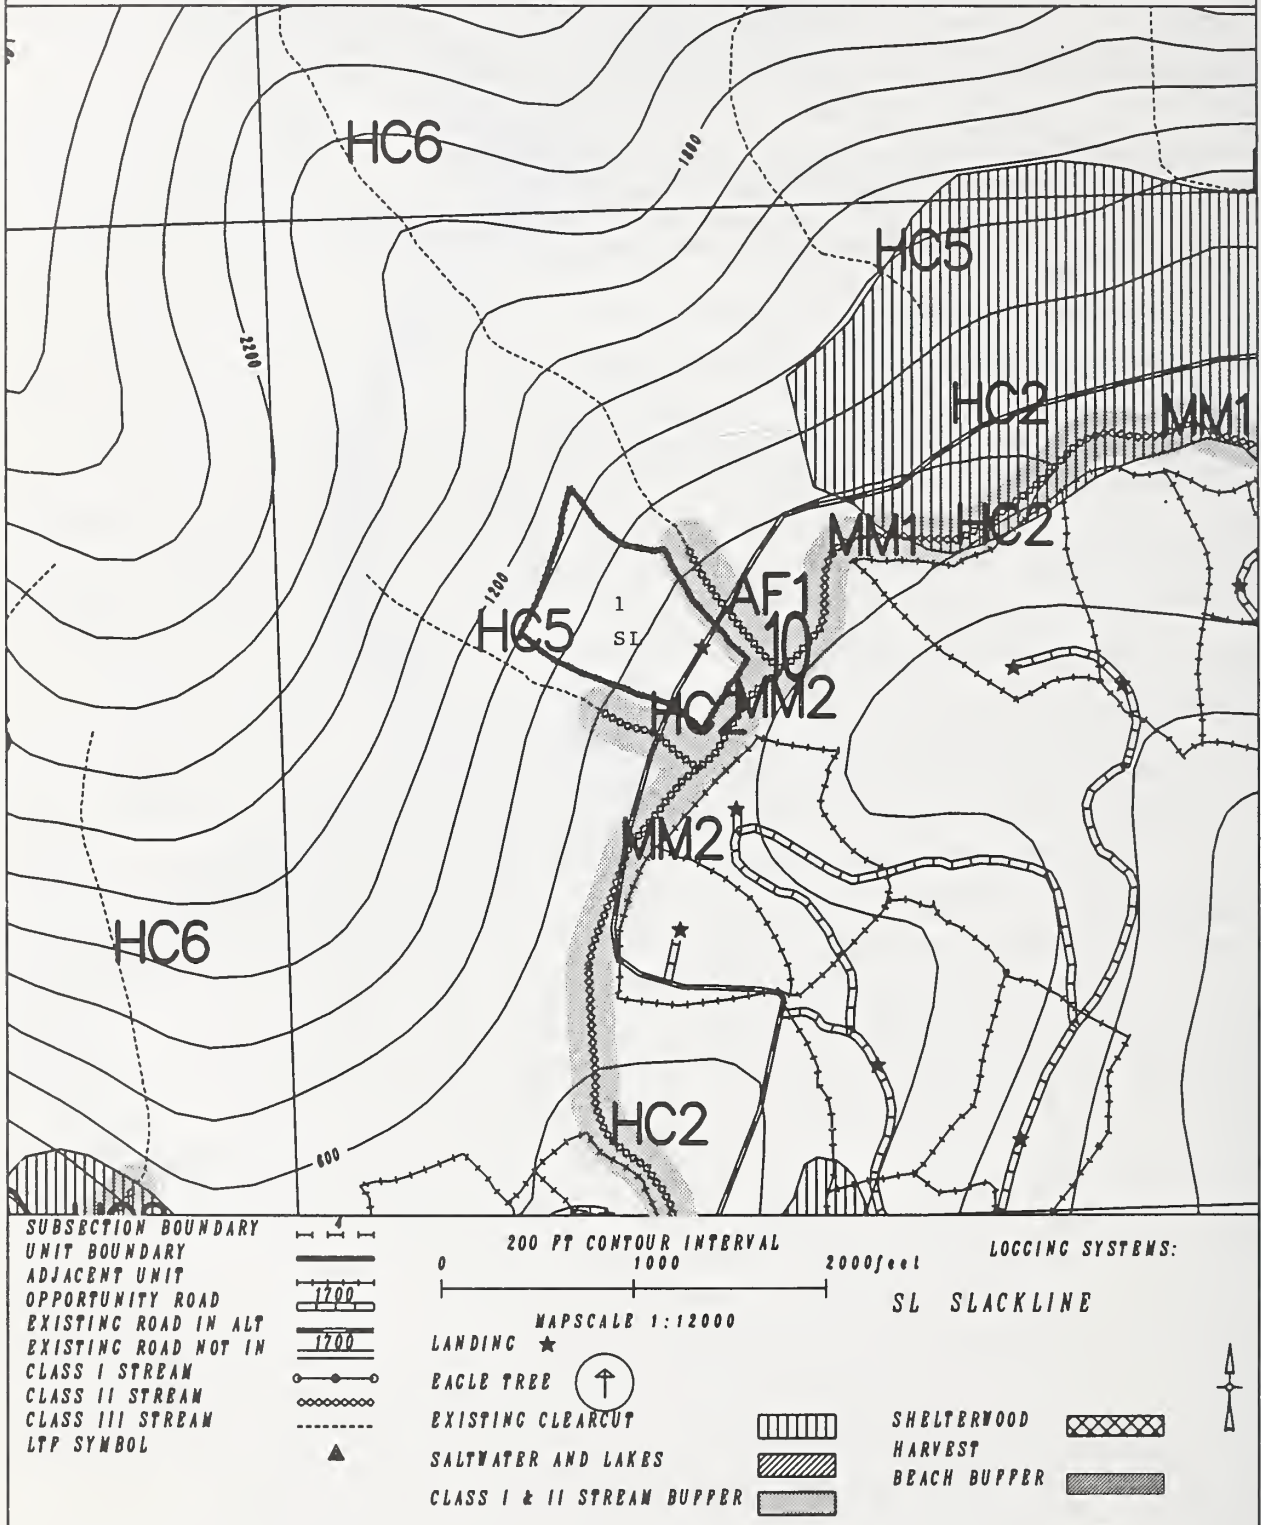 HC6
1800
HC5
2200
HC2
MM1
MM1
HC2
1200
1
AF1
HC5
SL
10
HC2
MM2
MM2
HC6
HC2
600
SUBSECTION BOUNDARY
4
UNIT BOUNDARY
ADJACENT UNIT
OPPORTUNITY ROAD
1700
EXISTING ROAD IN ALT
EXISTING ROAD NOT IN
1700
CLASS I STREAM
CLASS II STREAM
CLASS III STREAM
LTF SYMBOL
200 FT CONTOUR INTERVAL
0 1000 2000feet
MAPSCALE 1:12000
LANDING
EAGLE TREE
EXISTING CLEARCUT
SALTWATER AND LAKES
CLASS I & II STREAM BUFFER
LOGGING SYSTEMS:
SL SLACKLINE
SHELTERWOOD
HARVEST
BEACH BUFFER